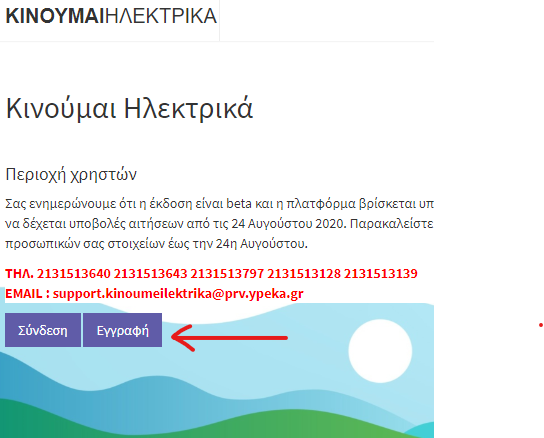 ΚΙΝΟΥΜΑΙΗΛΕΚΤΡΙΚΑ
Κινούμαι Ηλεκτρικά
Περιοχή χρηστών
Σας ενημερώνουμε ότι η έκδοση είναι beta και η πλατφόρμα βρίσκεται υπ
να δέχεται υποβολές αιτήσεων από τις 24 Αυγούστου 2020. Παρακαλείστε
προσωπικών σας στοιχείων έως την 24η Αυγούστου.
ΤΗΛ. 2131513640 2131513643 2131513797 2131513128 2131513139
EMAIL : support.kinoumeilektrika@prv.ypeka.gr
Σύνδεση Εγγραφή